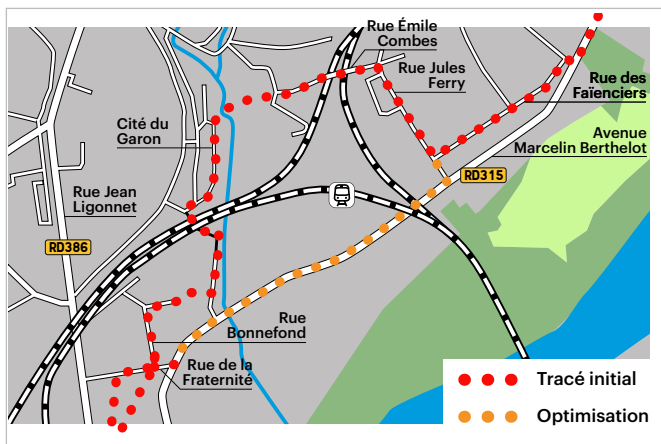 Rue Émile
Combes
Rue Jules
Ferry
Rue des
Faïenciers
Cité du
Garon
Avenue
Marcelin Berthelot
RD315
Rue Jean
Ligonnet
RD386
Rue
Bonnefond
Rue de la
Fraternité
Tracé initial
Optimisation